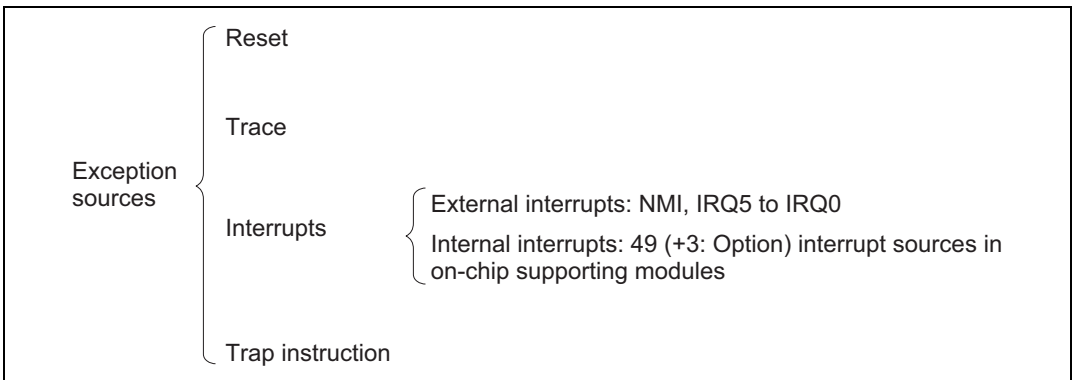 Reset
Trace
Exception
sources
Interrupts
External interrupts: NMI, IRQ5 to IRQ0
Internal interrupts: 49 (+3: Option) interrupt sources in
on-chip supporting modules
Trap instruction